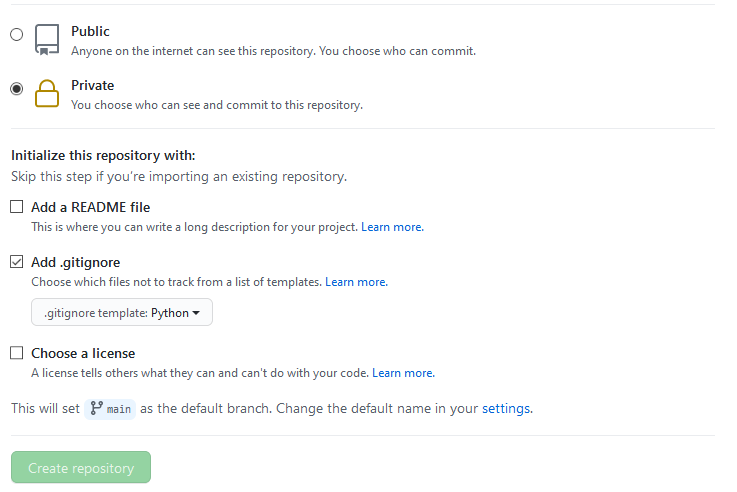 Public
Anyone on the internet can see this repository. You choose who can commit.
Private
You choose who can see and commit to this repository.
Initialize this repository with:
Skip this step if you're importing an existing repository.
Add a README file
This is where you can write a long description for your project. Learn more.
Add .gitignore
Choose which files not to track from a list of templates. Learn more.
.gitignore template: Python
Choose a license
A license tells others what they can and can't do with your code. Learn more.
This will set main as the default branch. Change the default name in your settings.
Create repository